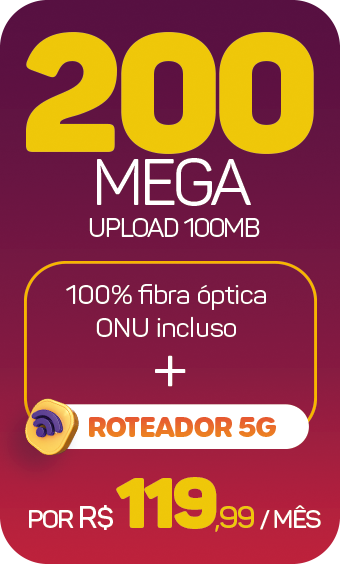 200
MEGA
UPLOAD 100MB
100% fibra óptica
ONU incluso
+
ROTEADOR 5G
POR R$ 119,99 / MÊS